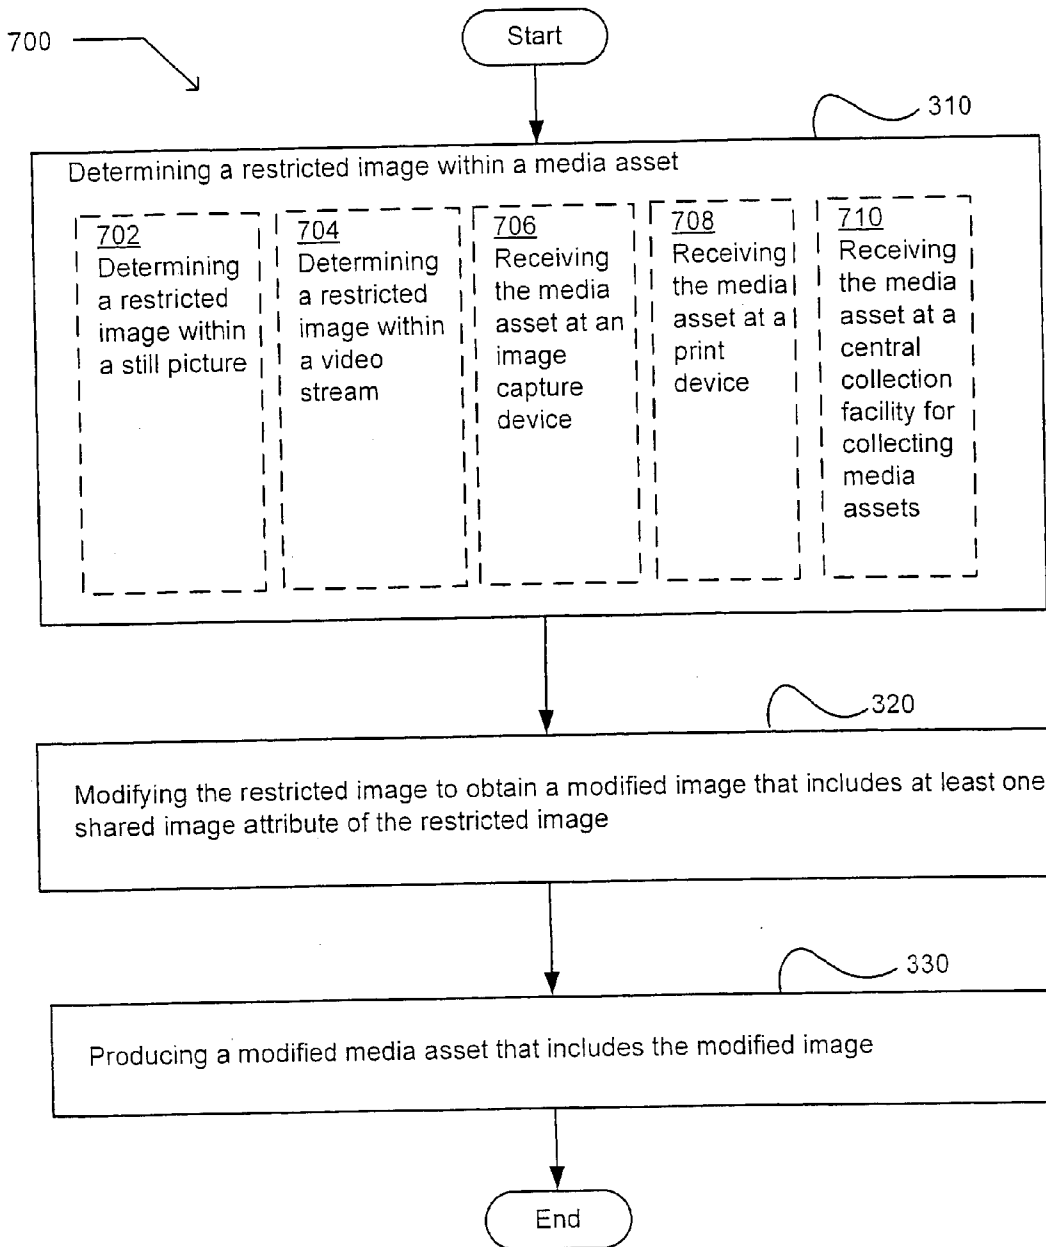 Start
700
310
Determining a restricted image within a media asset
702
Determining
a restricted
image within
a still picture
704
Determining
a restricted
image within
a video
stream
706
Receiving
the media
asset at an
image
capture
device
708
Receiving
the media
asset at a
print
device
710
Receiving
the media
asset at a
central
collection
facility for
collecting
media
assets
320
Modifying the restricted image to obtain a modified image that includes at least one
shared image attribute of the restricted image
330
Producing a modified media asset that includes the modified image
End